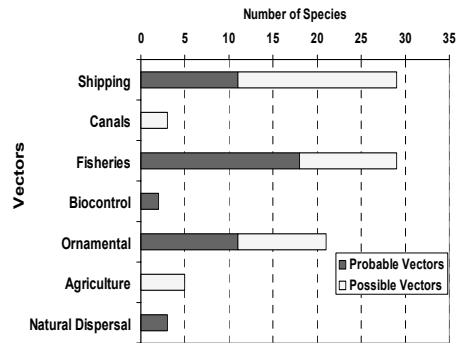 Number of Species
0 5 10 15 20 25 30 35
Vectors
Shipping
Canals
Fisheries
Biocontrol
Ornamental
Agriculture
Natural Dispersal
Probable Vectors
Possible Vectors